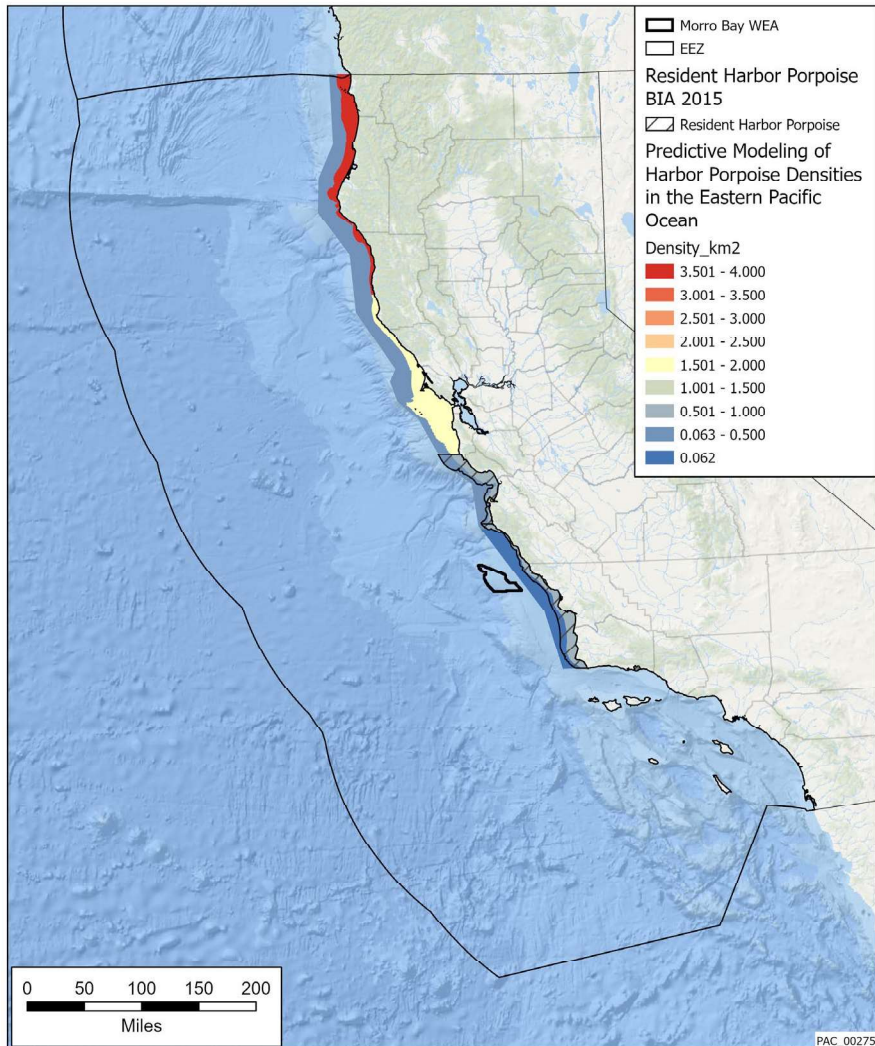 Morro Bay WEA
EEZ
Resident Harbor Porpoise
BIA 2015
Resident Harbor Porpoise
Predictive Modeling of
Harbor Porpoise Densities
in the Eastern Pacific
Ocean
Density_km2
3.501 - 4.000
3.001 - 3.500
2.501 - 3.000
2.001 - 2.500
1.501 - 2.000
1.001 - 1.500
0.501 - 1.000
0.063 - 0.500
0.062
0 50 100 150 200
Miles
PAC_00275